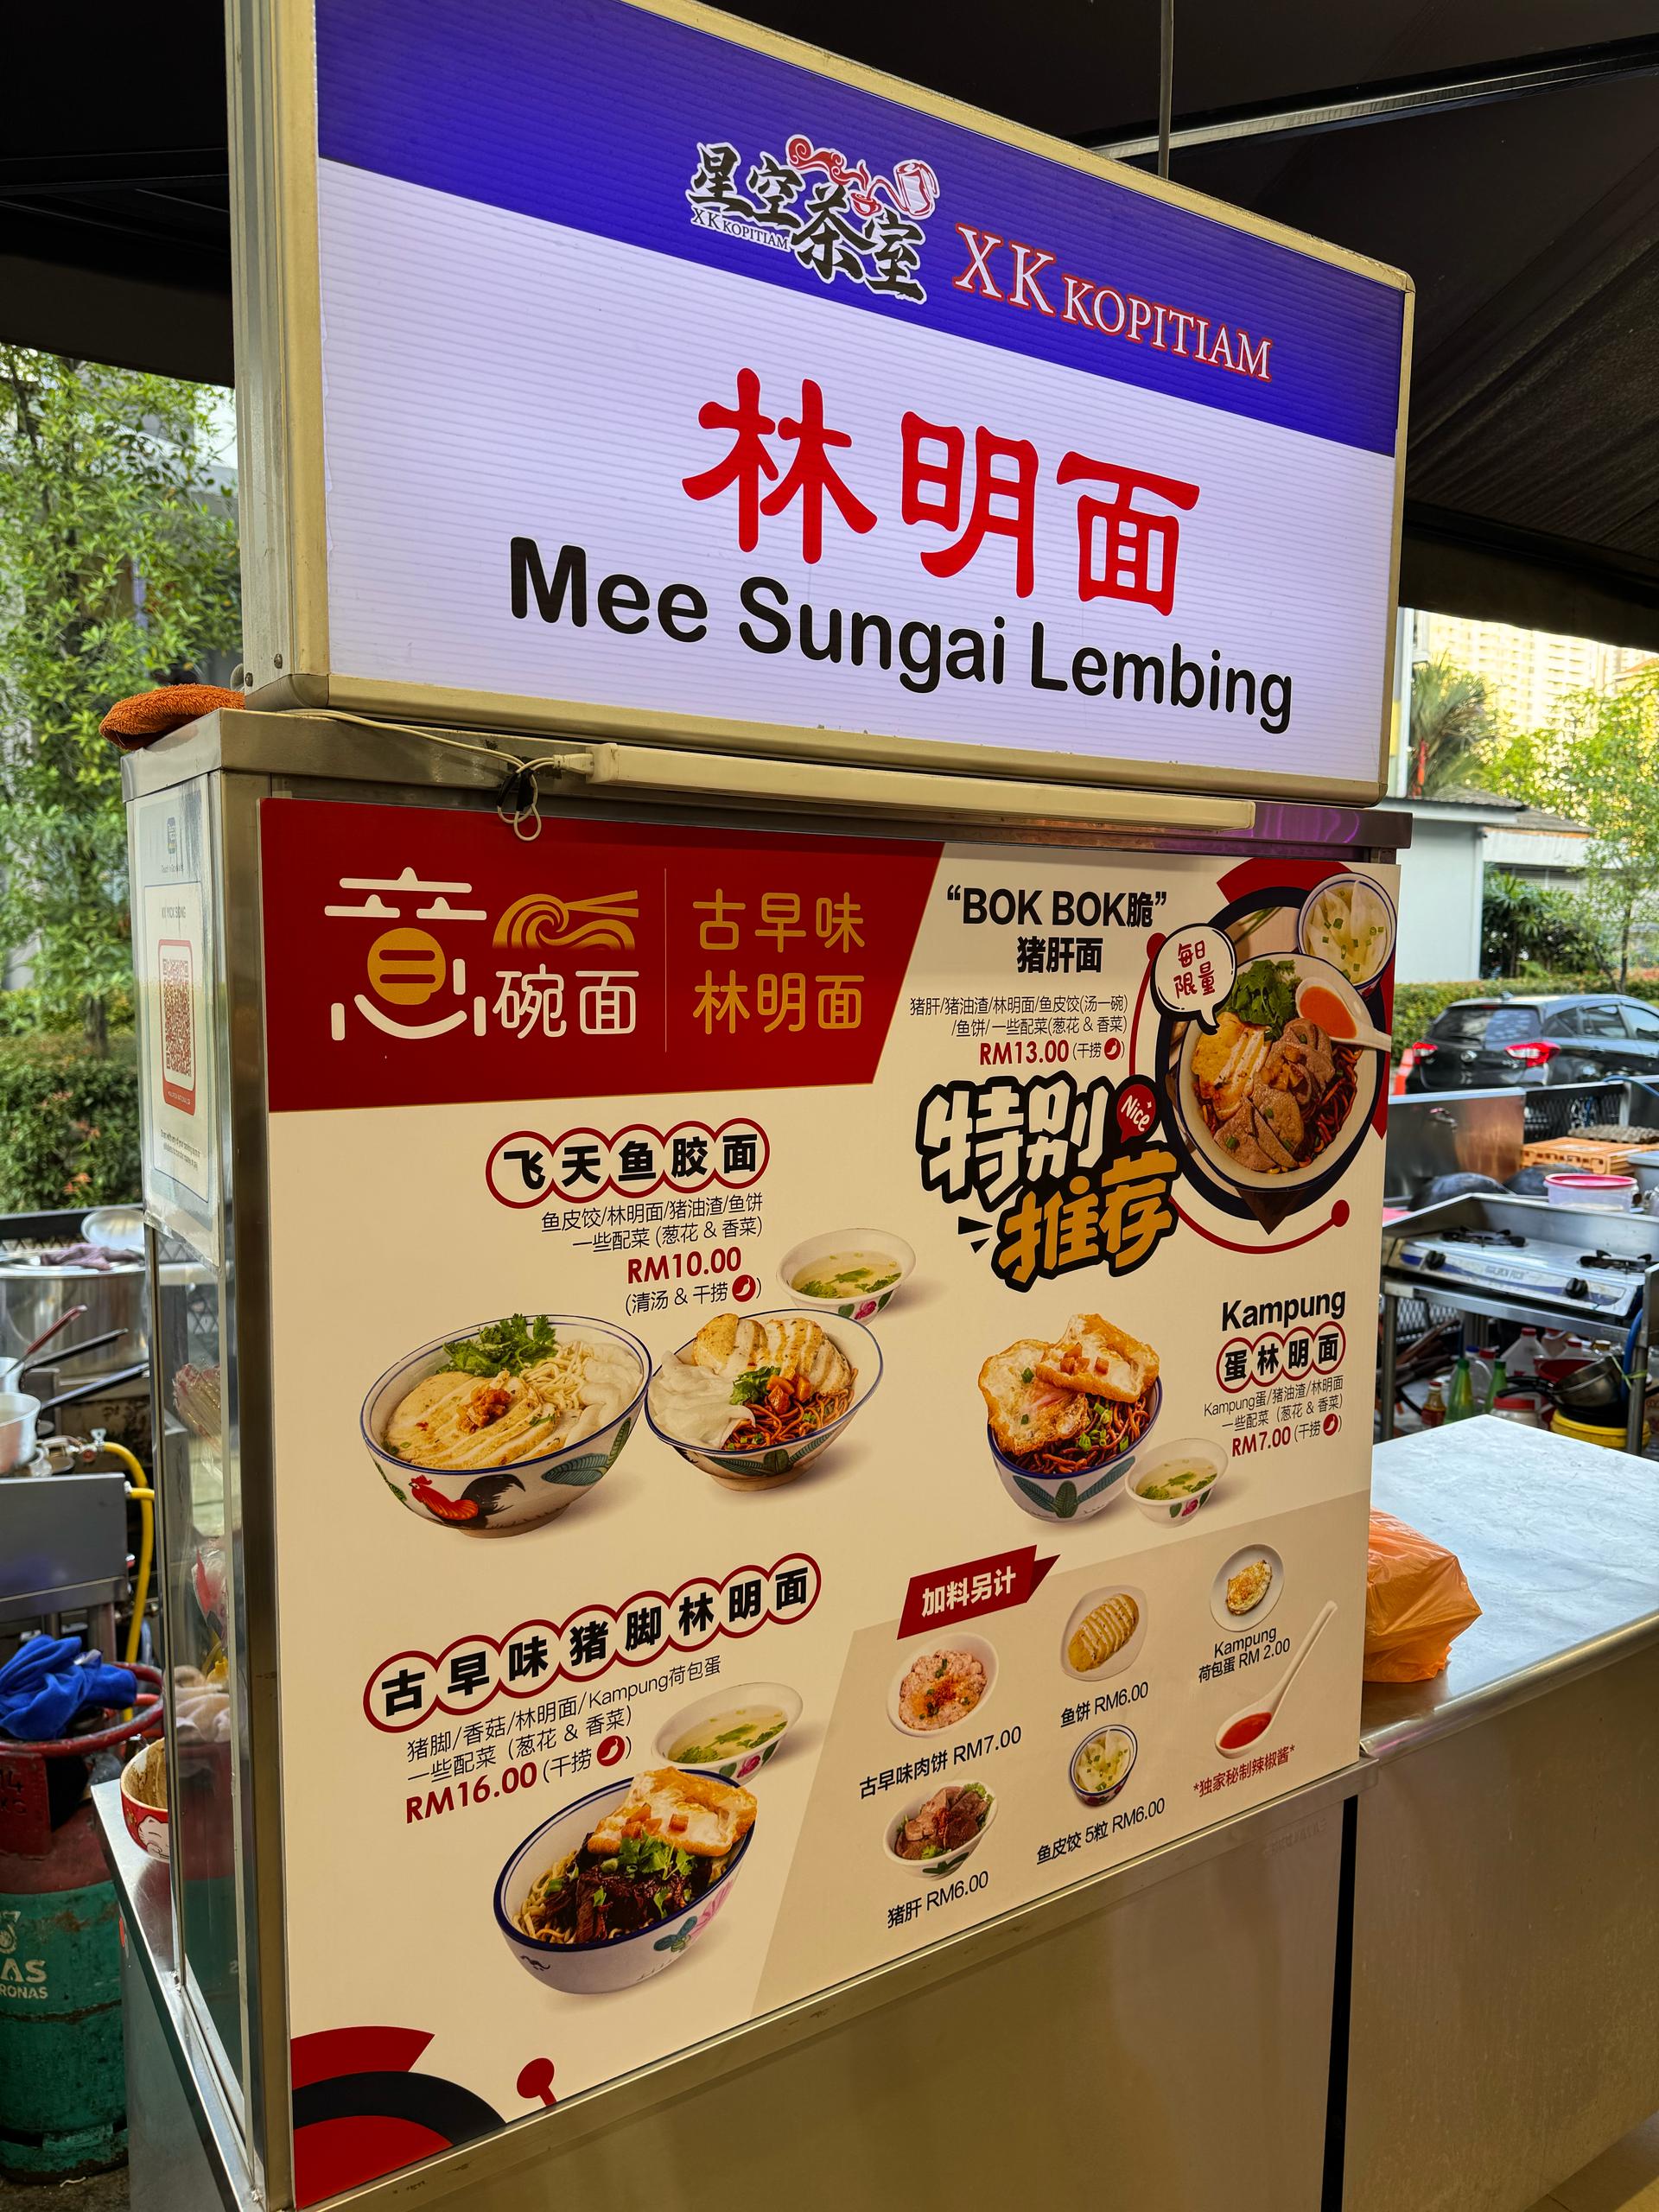 星空茶室
XK KOPITIAM
XK KOPITIAM
林明面
Mee Sungai Lembing
意碗面
古早味
林明面
“BOK BOK脆”
猪肝面
每日
限量
猪肝/猪油渣/林明面/鱼皮饺(汤一碗)
/鱼饼/一些配菜(葱花 & 香菜)
RM13.00 (干捞)
特别
Nice
推荐
飞天鱼胶面
鱼皮饺/林明面/猪油渣/鱼饼
一些配菜 (葱花 & 香菜)
RM10.00
(清汤 & 干捞)
Kampung
蛋林明面
Kampung蛋/猪油渣/林明面
一些配菜 (葱花 & 香菜)
RM7.00 (干捞)
古早味猪脚林明面
猪脚/香菇/林明面/Kampung荷包蛋
一些配菜 (葱花 & 香菜)
RM16.00 (干捞)
加料另计
古早味肉饼 RM7.00
鱼饼 RM6.00
Kampung
荷包蛋 RM 2.00
猪肝 RM6.00
鱼皮饺 5粒 RM6.00
*独家秘制辣椒酱*